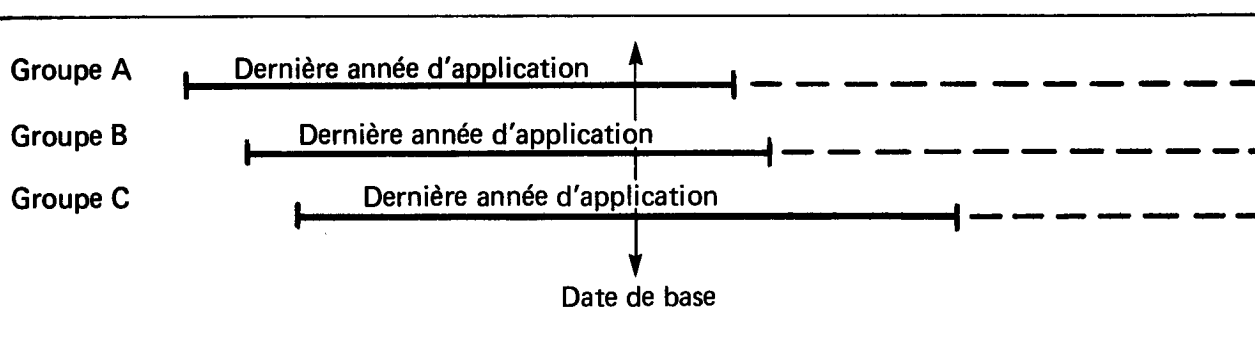 Groupe A Dernière année d'application
Groupe B Dernière année d'application
Groupe C Dernière année d'application
Date de base